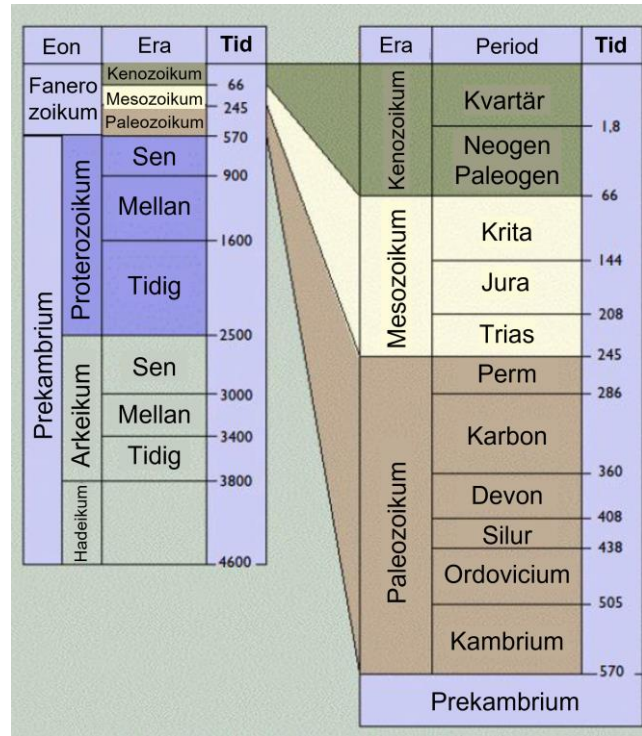 Eon Era Tid
Kenozoikum
Fanero
zoikum
66
Mesozoikum
245
Paleozoikum
570
Prekambrium
Proterozoikum
Sen
900
Mellan
1600
Tidig
2500
Arkeikum
Sen
3000
Mellan
3400
Tidig
3800
Hadeikum
4600
Era Period Tid
Kenozoikum
Kvartär
1,8
Neogen
Paleogen
66
Mesozoikum
Krita
144
Jura
208
Trias
245
Paleozoikum
Perm
286
Karbon
360
Devon
408
Silur
438
Ordovicium
505
Kambrium
570
Prekambrium